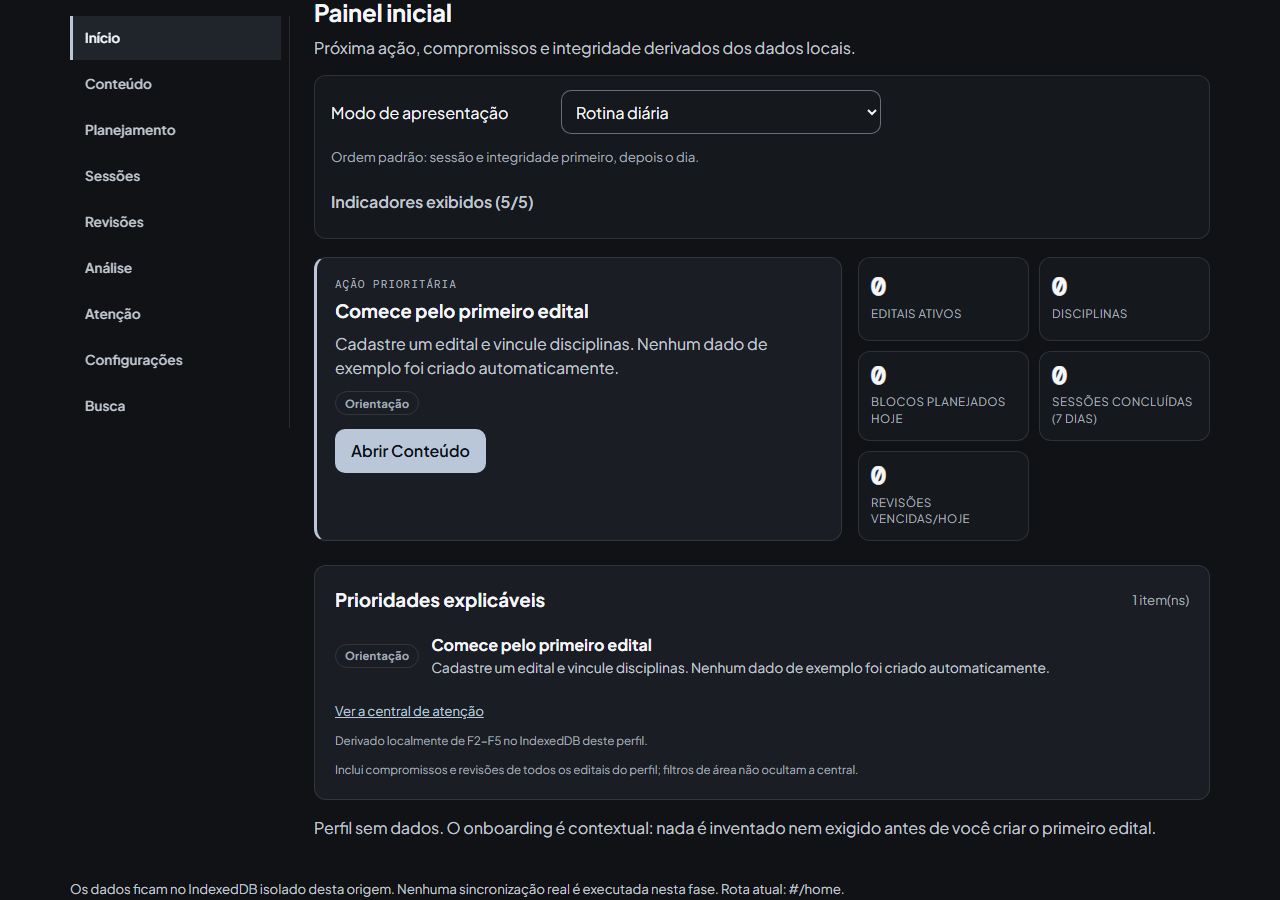 Painel inicial
Próxima ação, compromissos e integridade derivados dos dados locais.
Início
Conteúdo
Planejamento
Sessões
Revisões
Análise
Atenção
Configurações
Busca
Modo de apresentação
Rotina diária
Ordem padrão: sessão e integridade primeiro, depois o dia.
Indicadores exibidos (5/5)
AÇÃO PRIORITÁRIA
Comece pelo primeiro edital
Cadastre um edital e vincule disciplinas. Nenhum dado de
exemplo foi criado automaticamente.
Orientação
Abrir Conteúdo
0
EDITAIS ATIVOS
0
DISCIPLINAS
0
BLOCOS PLANEJADOS
HOJE
0
SESSÕES CONCLUÍDAS
(7 DIAS)
0
REVISÕES
VENCIDAS/HOJE
Prioridades explicáveis
1 item(ns)
Orientação
Comece pelo primeiro edital
Cadastre um edital e vincule disciplinas. Nenhum dado de exemplo foi criado automaticamente.
Ver a central de atenção
Derivado localmente de F2–F5 no IndexedDB deste perfil.
Inclui compromissos e revisões de todos os editais do perfil; filtros de área não ocultam a central.
Perfil sem dados. O onboarding é contextual: nada é inventado nem exigido antes de você criar o primeiro edital.
Os dados ficam no IndexedDB isolado desta origem. Nenhuma sincronização real é executada nesta fase. Rota atual: #/home.